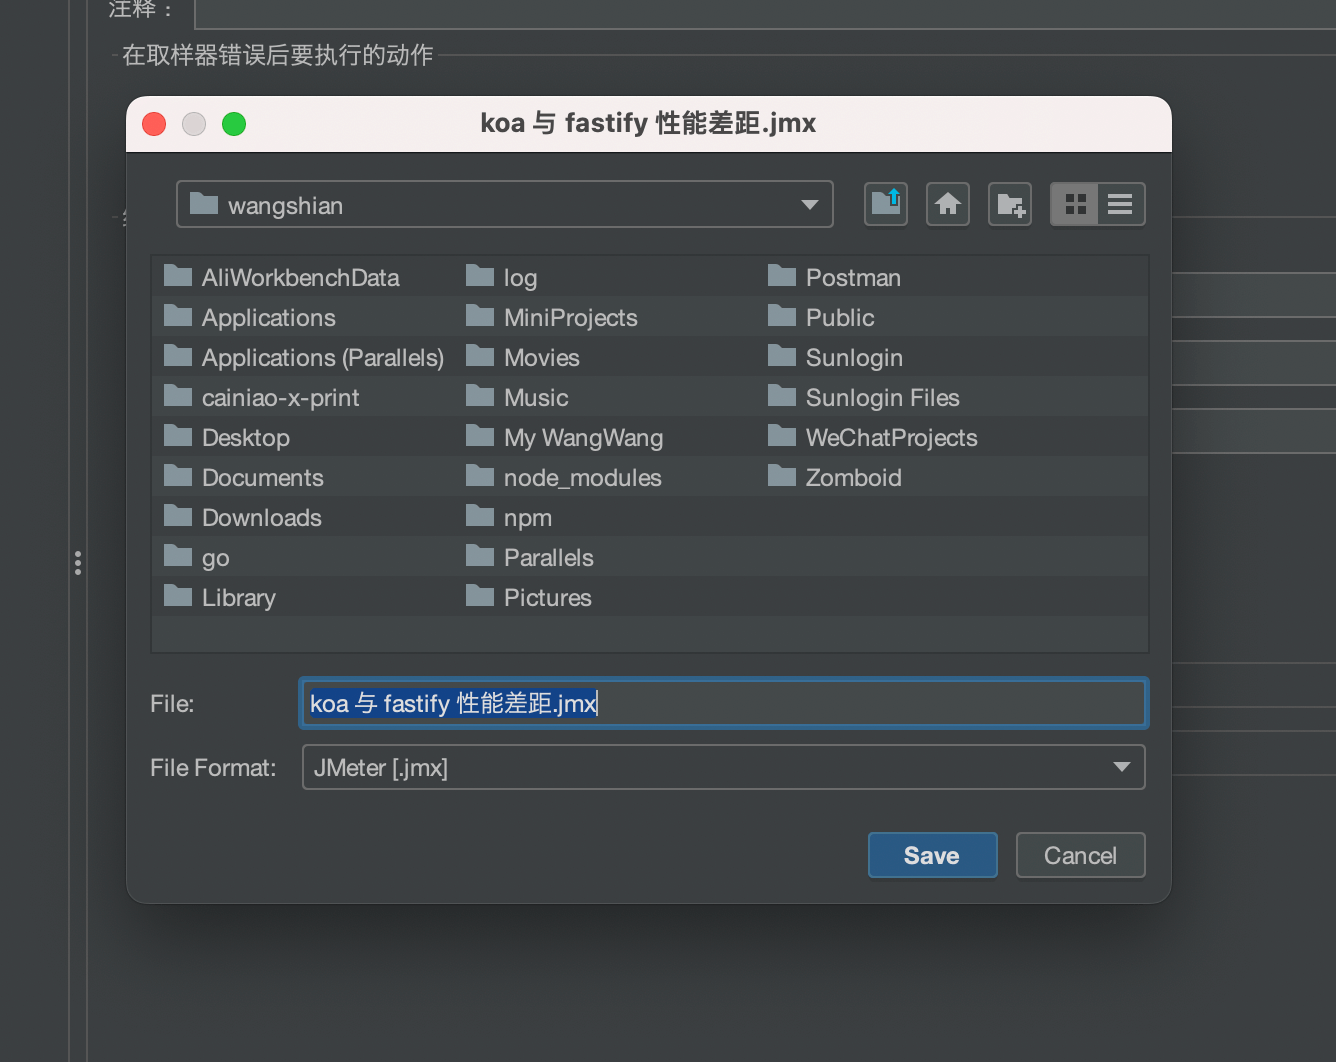 注释：
在取样器错误后要执行的动作
koa 与 fastify 性能差距.jmx
wangshian
AliWorkbenchData
Applications
Applications (Parallels)
cainiao-x-print
Desktop
Documents
Downloads
go
Library
log
MiniProjects
Movies
Music
My WangWang
node_modules
npm
Parallels
Pictures
Postman
Public
Sunlogin
Sunlogin Files
WeChatProjects
Zomboid
File: koa 与 fastify 性能差距.jmx
File Format: JMeter [.jmx]
Save Cancel